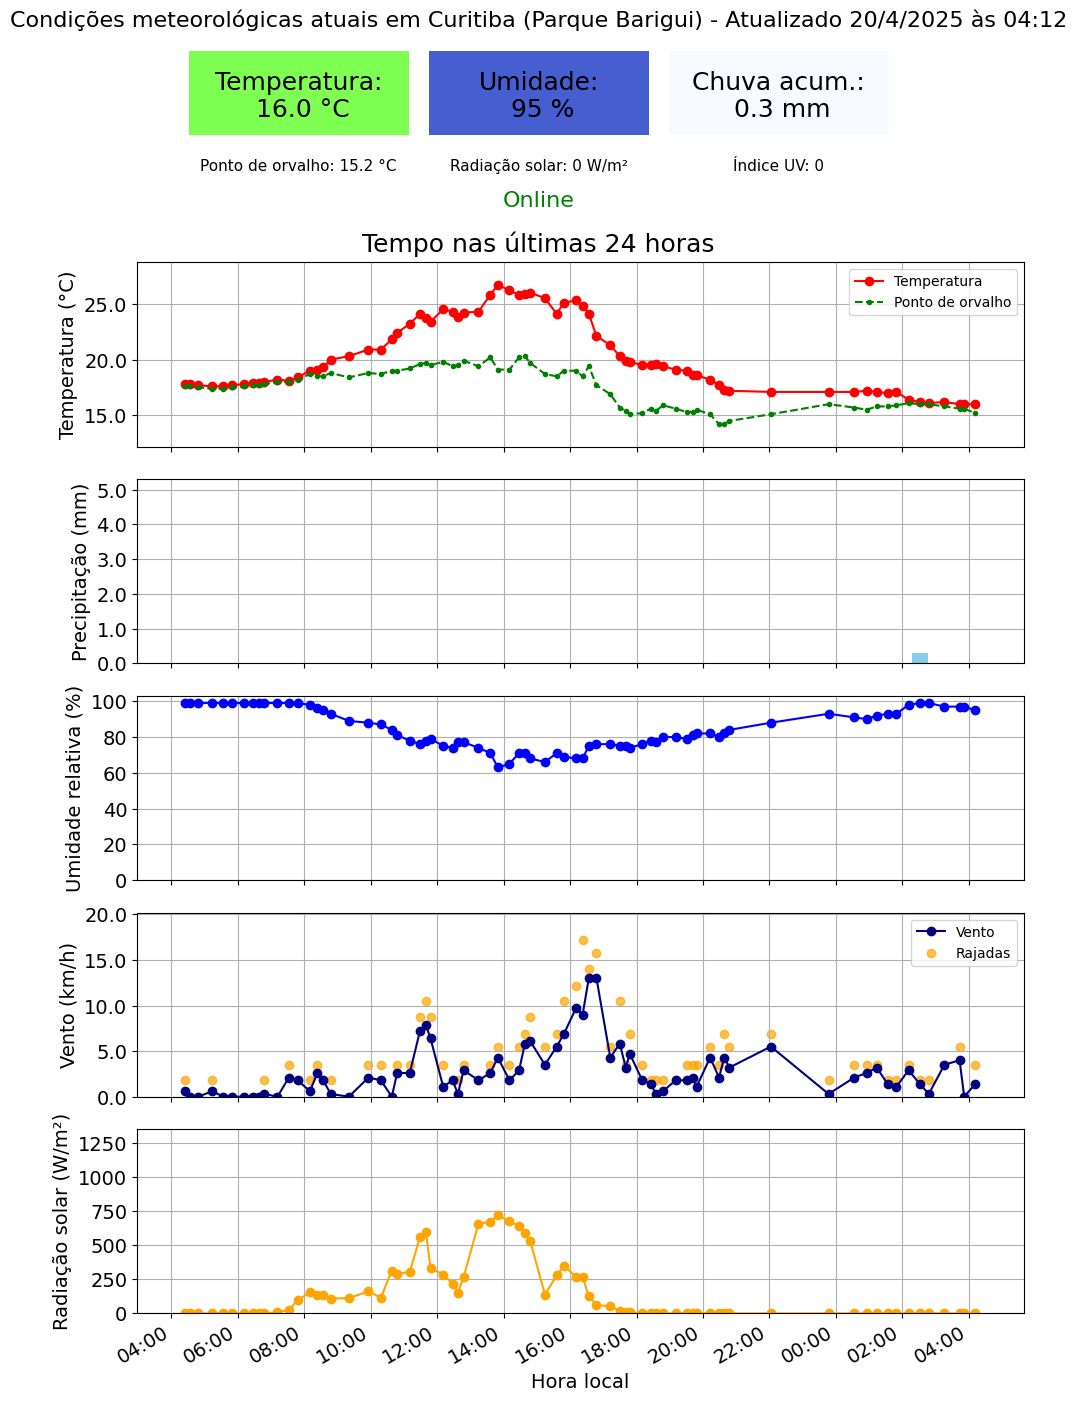 Condições meteorológicas atuais em Curitiba (Parque Barigui) - Atualizado 20/4/2025 às 04:12
Temperatura:
16.0 °C
Umidade:
95 %
Chuva acum.:
0.3 mm
Ponto de orvalho: 15.2 °C
Radiação solar: 0 W/m²
Índice UV: 0
Online
Tempo nas últimas 24 horas
Temperatura (°C)
25.0
20.0
15.0
Temperatura
Ponto de orvalho
Precipitação (mm)
5.0
4.0
3.0
2.0
1.0
0.0
Umidade relativa (%)
100
80
60
40
20
0
Vento (km/h)
20.0
15.0
10.0
5.0
0.0
Vento
Rajadas
Radiação solar (W/m²)
1250
1000
750
500
250
0
04:00
06:00
08:00
10:00
12:00
14:00
16:00
18:00
20:00
22:00
00:00
02:00
04:00
Hora local